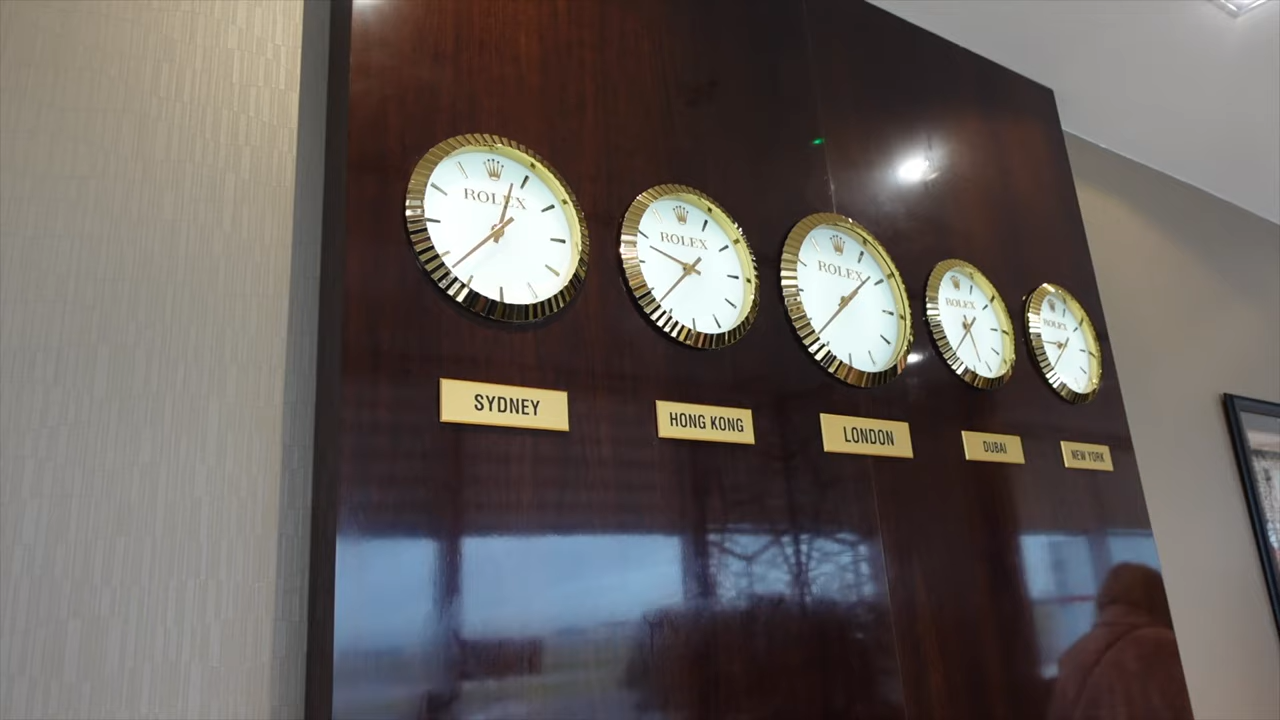 ROLEX
ROLEX
ROLEX
ROLEX
ROLEX
SYDNEY
HONG KONG
LONDON
DUBAI
NEW YORK